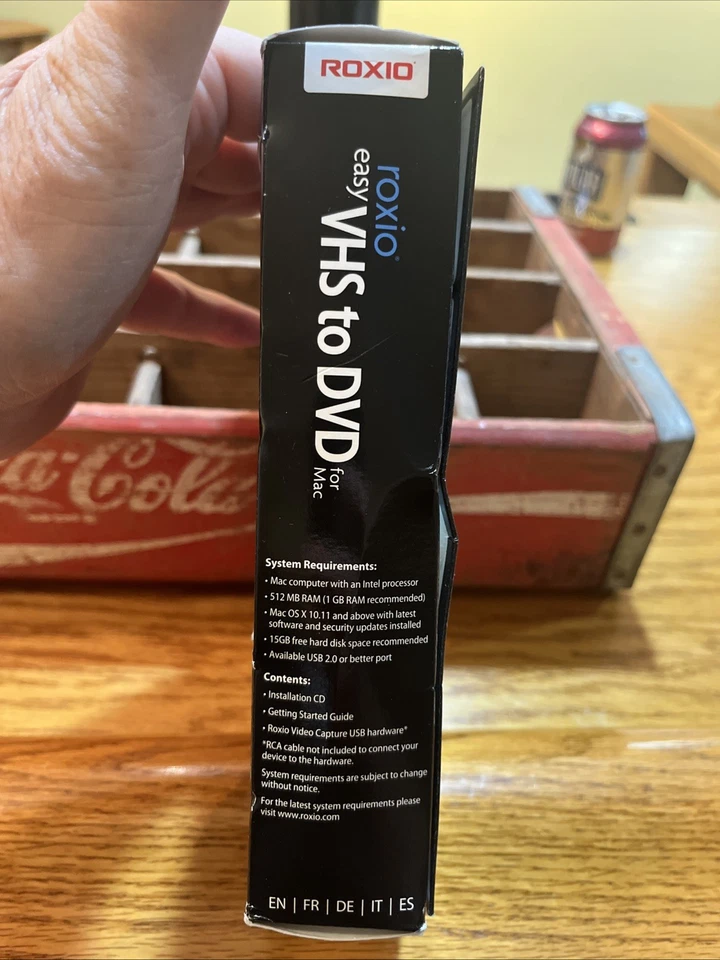 ROXIO
roxio
easy VHS to DVD for Mac
System Requirements:
• Mac computer with an Intel processor
• 512 MB RAM (1 GB RAM recommended)
• Mac OS X 10.11 and above with latest
software and security updates installed
• 15GB free hard disk space recommended
• Available USB 2.0 or better port
Contents:
• Installation CD
• Getting Started Guide
• Roxio Video Capture USB hardware*
*RCA cable not included to connect your
device to the hardware.
System requirements are subject to change
without notice.
For the latest system requirements please
visit www.roxio.com
EN | FR | DE | IT | ES
a-Cola